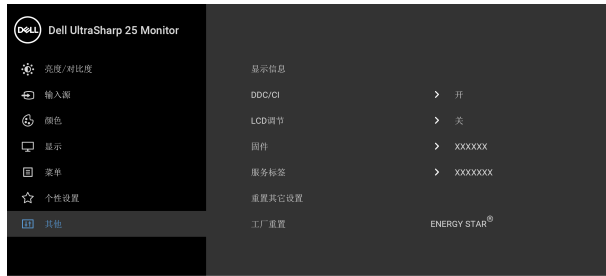 DELL
Dell UltraSharp 25 Monitor
亮度/对比度
显示信息
输入源
DDC/CI
开
颜色
LCD调节
关
显示
固件
XXXXXX
菜单
服务标签
XXXXXXX
个性设置
重置其它设置
其他
工厂重置
ENERGY STAR®